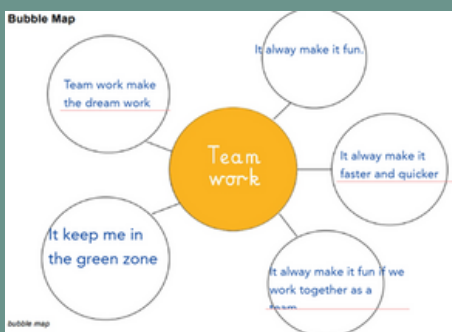 Bubble Map
It alway make it fun.
Team work make
the dream work
Team
work
It alway make it
faster and quicker
It keep me in
the green zone
It alway make it fun if we
work together as a
team
bubble map